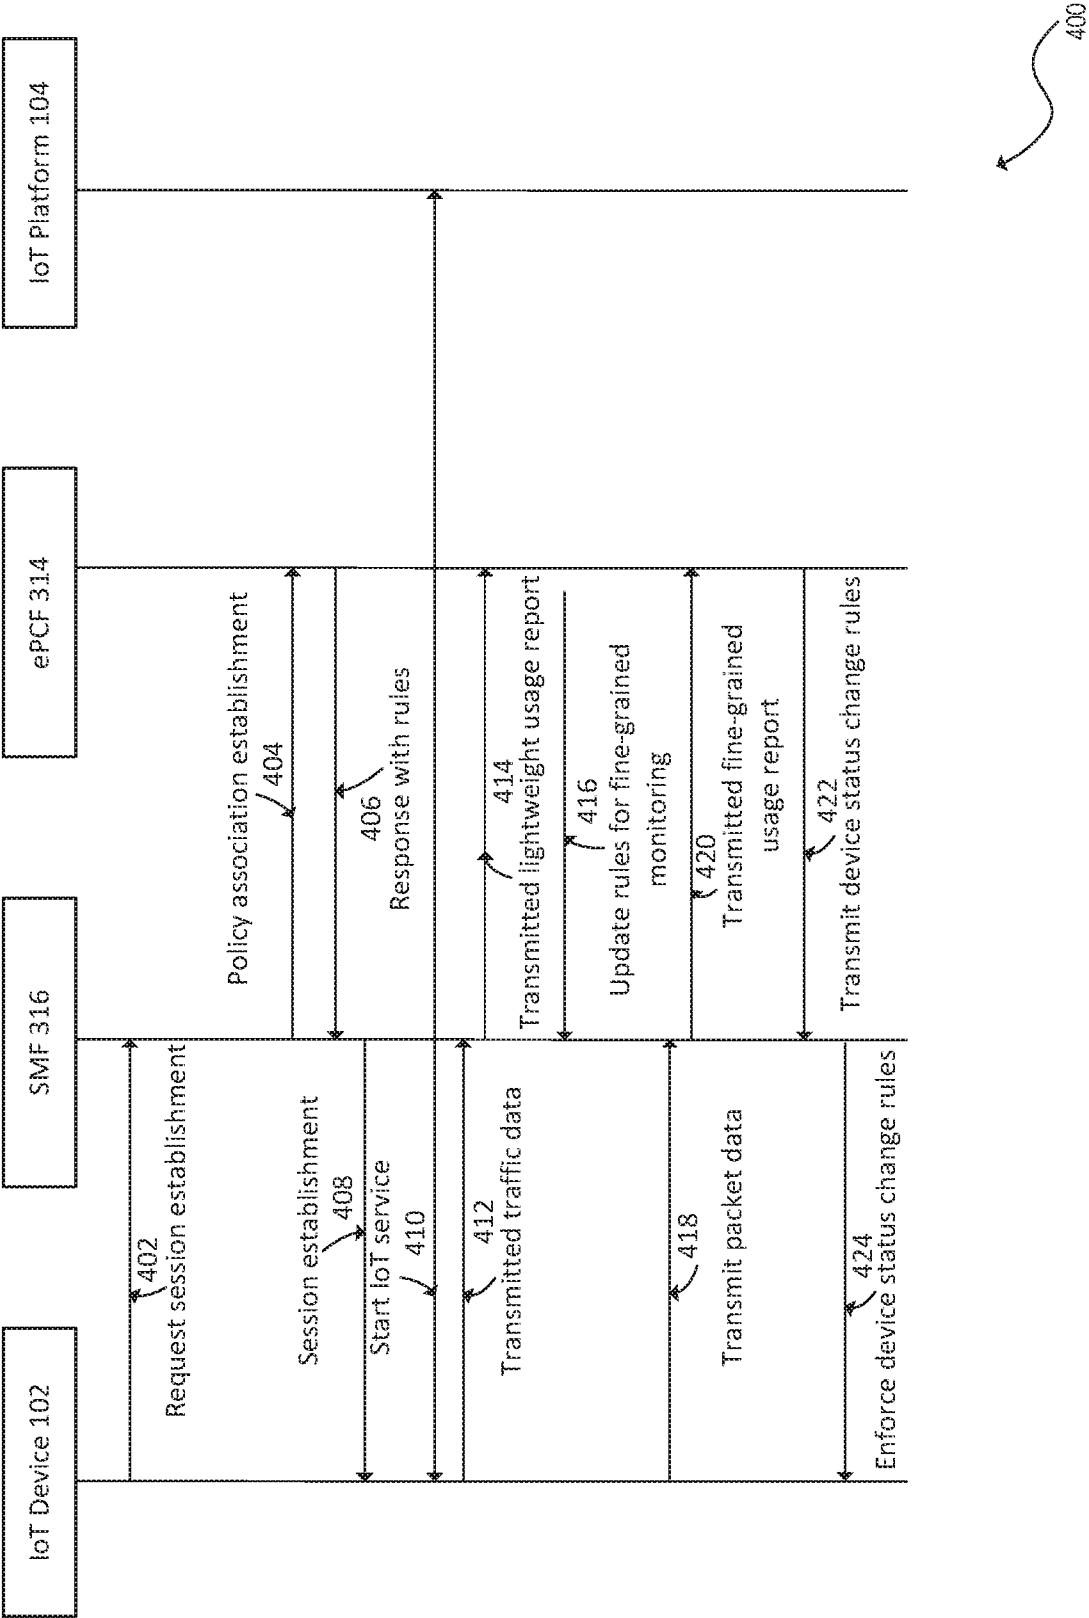 IoT Device 102
SMF 316
ePCF 314
IoT Platform 104
402
Request session establishment
Policy association establishment
404
406
Response with rules
Session establishment
408
Start IoT service
410
412
Transmitted traffic data
414
Transmitted lightweight usage report
416
Update rules for fine-grained
monitoring
418
Transmit packet data
420
Transmitted fine-grained
usage report
422
Transmit device status change rules
424
Enforce device status change rules
400